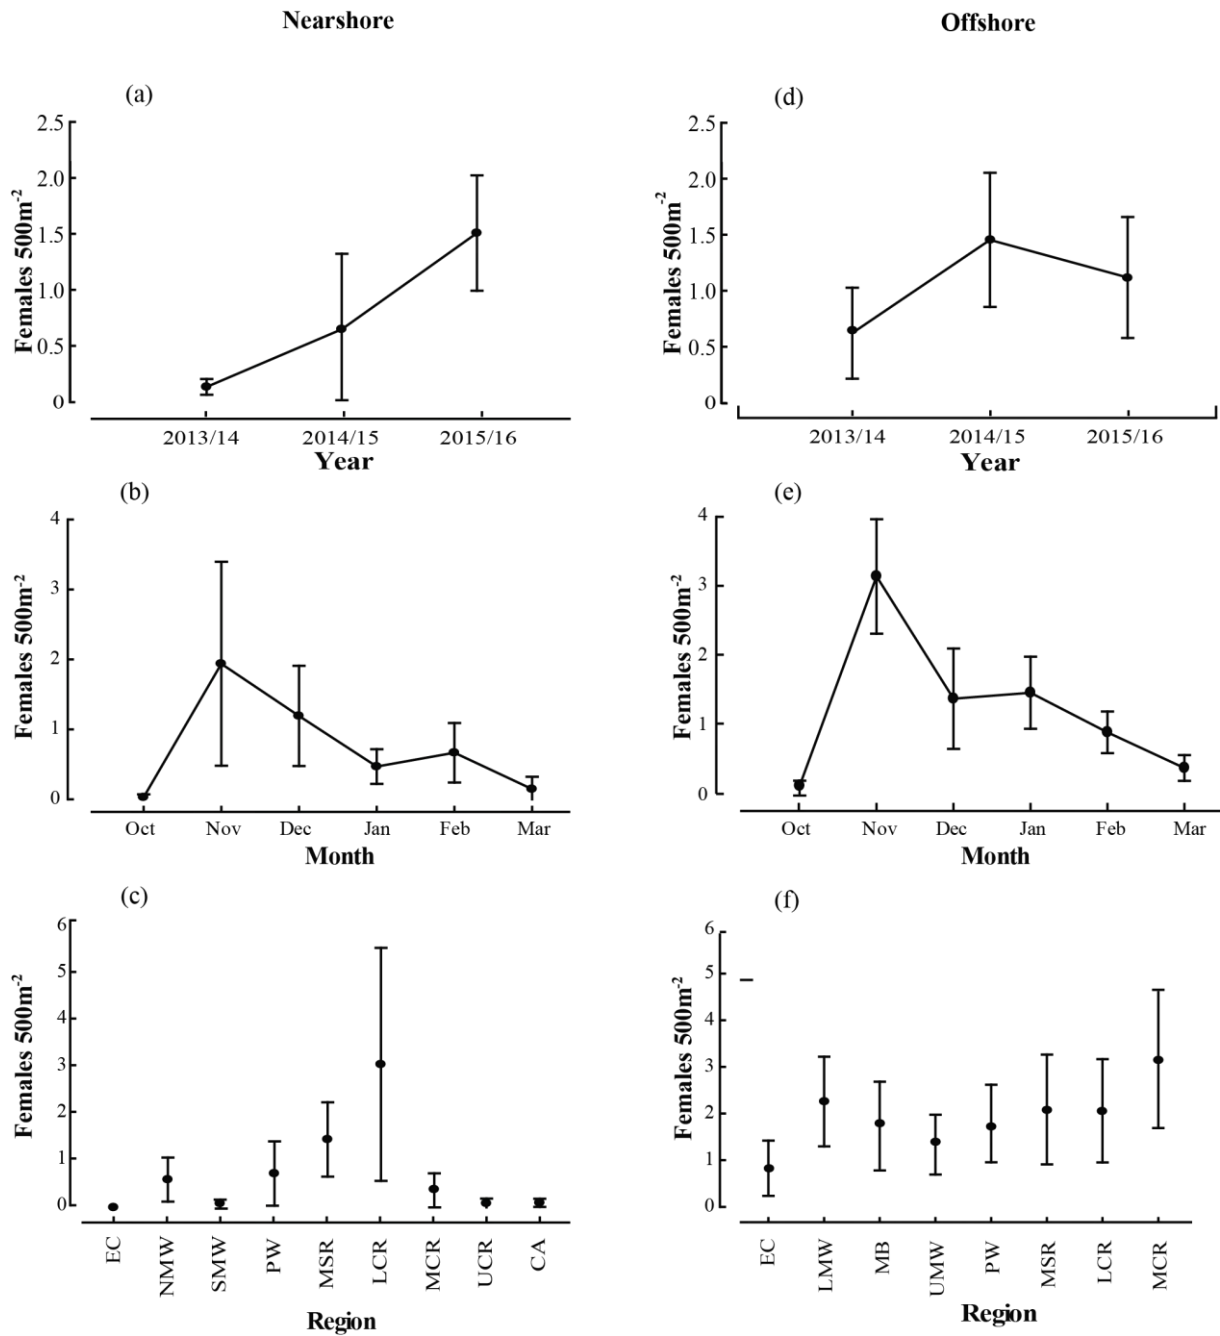 Nearshore
Offshore
(a)
2.5
2.0
1.5
1.0
0.5
0
Females 500m-2
2013/14 2014/15 2015/16
Year
(d)
2.5
2.0
1.5
1.0
0.5
0
Females 500m-2
2013/14 2014/15 2015/16
Year
(b)
4
3
2
1
0
Females 500m-2
Oct Nov Dec Jan Feb Mar
Month
(e)
4
3
2
1
0
Females 500m-2
Oct Nov Dec Jan Feb Mar
Month
(c)
6
5
4
3
2
1
0
Females 500m-2
EC NMW SMW PW MSR LCR MCR UCR CA
Region
(f)
6
5
4
3
2
1
0
Females 500m-2
EC LMW MB UMW PW MSR LCR MCR
Region